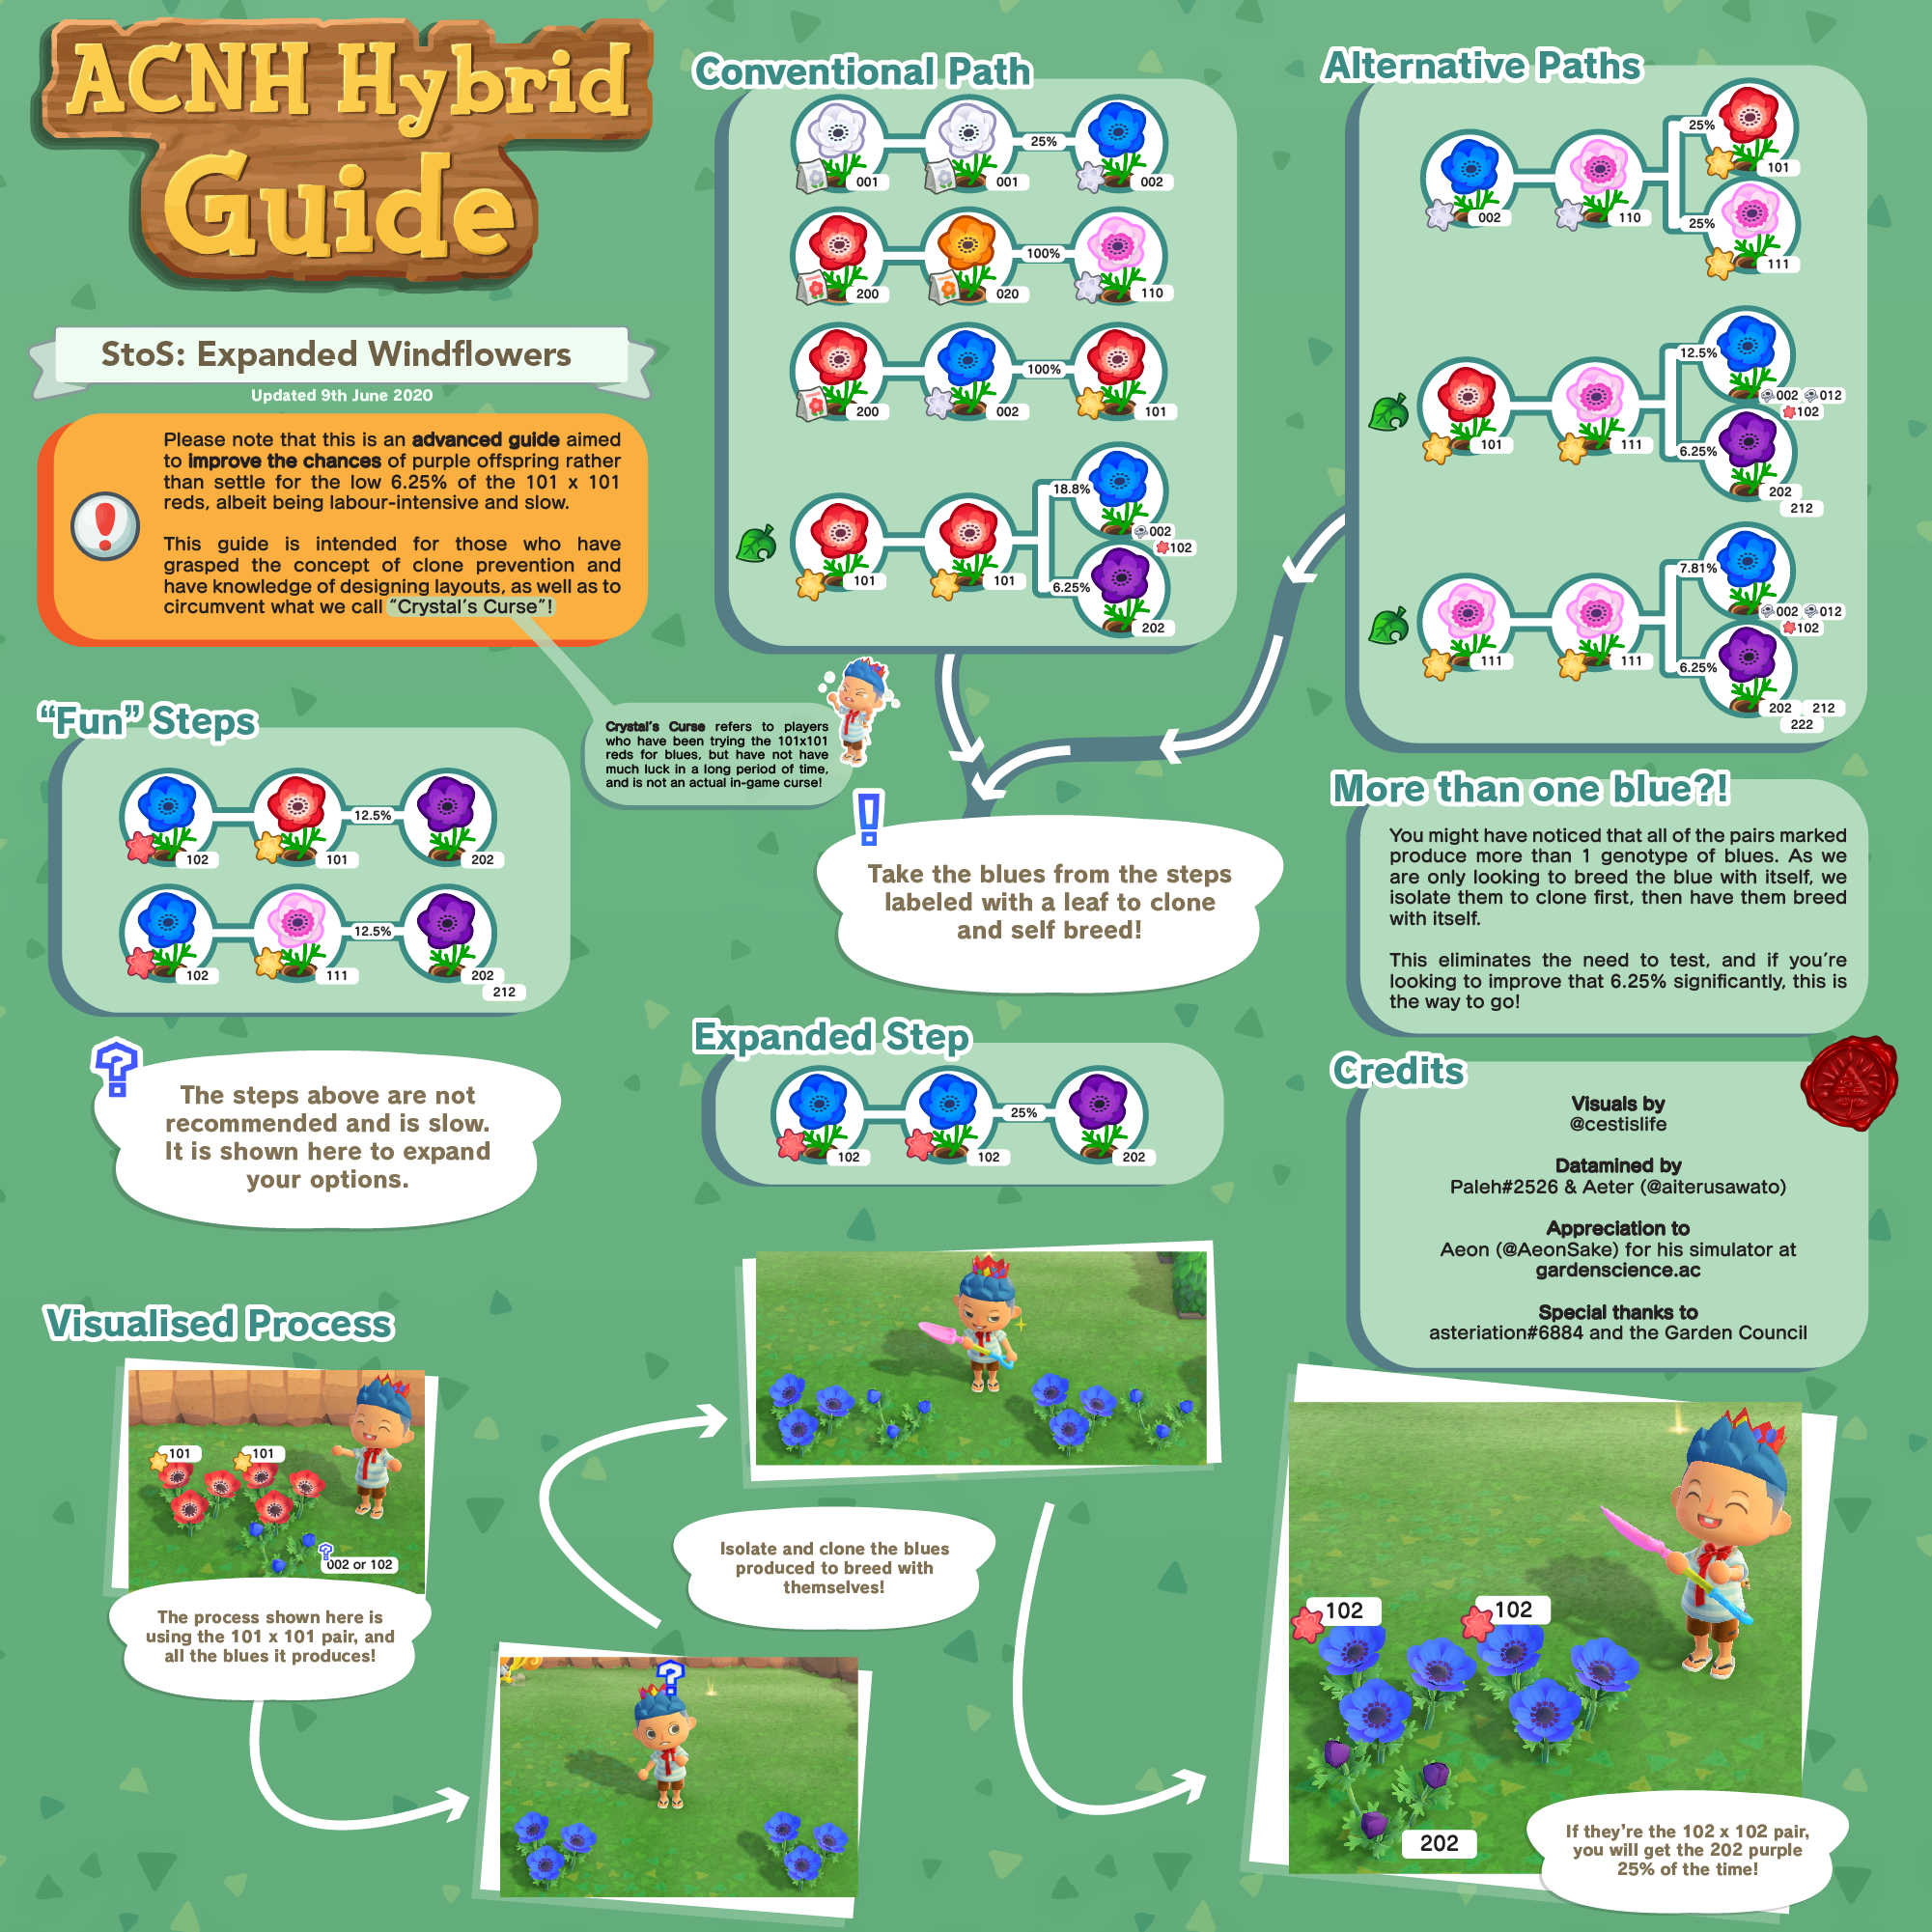 ACNH Hybrid
Guide
StoS: Expanded Windflowers
Updated 9th June 2020
Please note that this is an advanced guide aimed
to improve the chances of purple offspring rather
than settle for the low 6.25% of the 101 x 101
reds, albeit being labour-intensive and slow.
This guide is intended for those who have
grasped the concept of clone prevention and
have knowledge of designing layouts, as well as to
circumvent what we call "Crystal's Curse"!
Crystal's Curse refers to players
who have been trying the 101x101
reds for blues, but have not have
much luck in a long period of time,
and is not an actual in-game curse!
Conventional Path
25%
001
001
002
100%
200
020
110
100%
200
002
101
18.8%
002
102
101
101
6.25%
202
Alternative Paths
25%
101
002
110
25%
111
12.5%
002 012
102
101
111
6.25%
202
212
7.81%
002 012
102
111
111
6.25%
202 212
222
"Fun" Steps
12.5%
102
101
202
12.5%
102
111
202
212
The steps above are not
recommended and is slow.
It is shown here to expand
your options.
Take the blues from the steps
labeled with a leaf to clone
and self breed!
Expanded Step
25%
102
102
202
More than one blue?!
You might have noticed that all of the pairs marked
produce more than 1 genotype of blues. As we
are only looking to breed the blue with itself, we
isolate them to clone first, then have them breed
with itself.
This eliminates the need to test, and if you're
looking to improve that 6.25% significantly, this is
the way to go!
Credits
Visuals by
@cestislife
Datamined by
Paleh#2526 & Aeter (@aiterusawato)
Appreciation to
Aeon (@AeonSake) for his simulator at
gardenscience.ac
Special thanks to
asteriation#6884 and the Garden Council
Visualised Process
101
101
002 or 102
The process shown here is
using the 101 x 101 pair, and
all the blues it produces!
Isolate and clone the blues
produced to breed with
themselves!
102
102
202
If they're the 102 x 102 pair,
you will get the 202 purple
25% of the time!